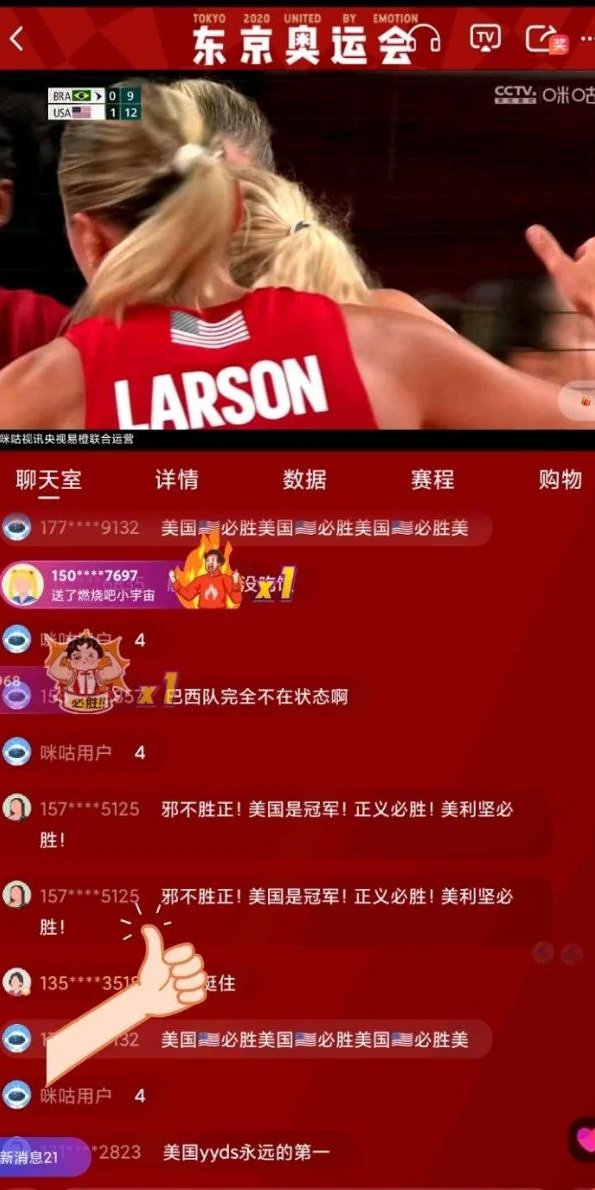 TOKYO 2020 UNITED BY EMOTION
东京奥运会
TV
奖
BRA 0 9
USA 1 12
CCTV.
咪咕
LARSON
咪咕视讯央视易橙联合运营
聊天室 详情 数据 赛程 购物
177****9132 美国🇺🇸必胜美国🇺🇸必胜美国🇺🇸必胜美
150****7697
送了燃烧吧小宇宙
x1
没吃饭
4
968
必胜!!
x1
巴西队完全不在状态啊
咪咕用户 4
157****5125 邪不胜正！美国是冠军！正义必胜！美利坚必
胜！
157****5125 邪不胜正！美国是冠军！正义必胜！美利坚必
胜！
135****3518 挺住
132 美国🇺🇸必胜美国🇺🇸必胜美国🇺🇸必胜美
咪咕用户 4
*2823 美国yyds永远的第一
新消息21